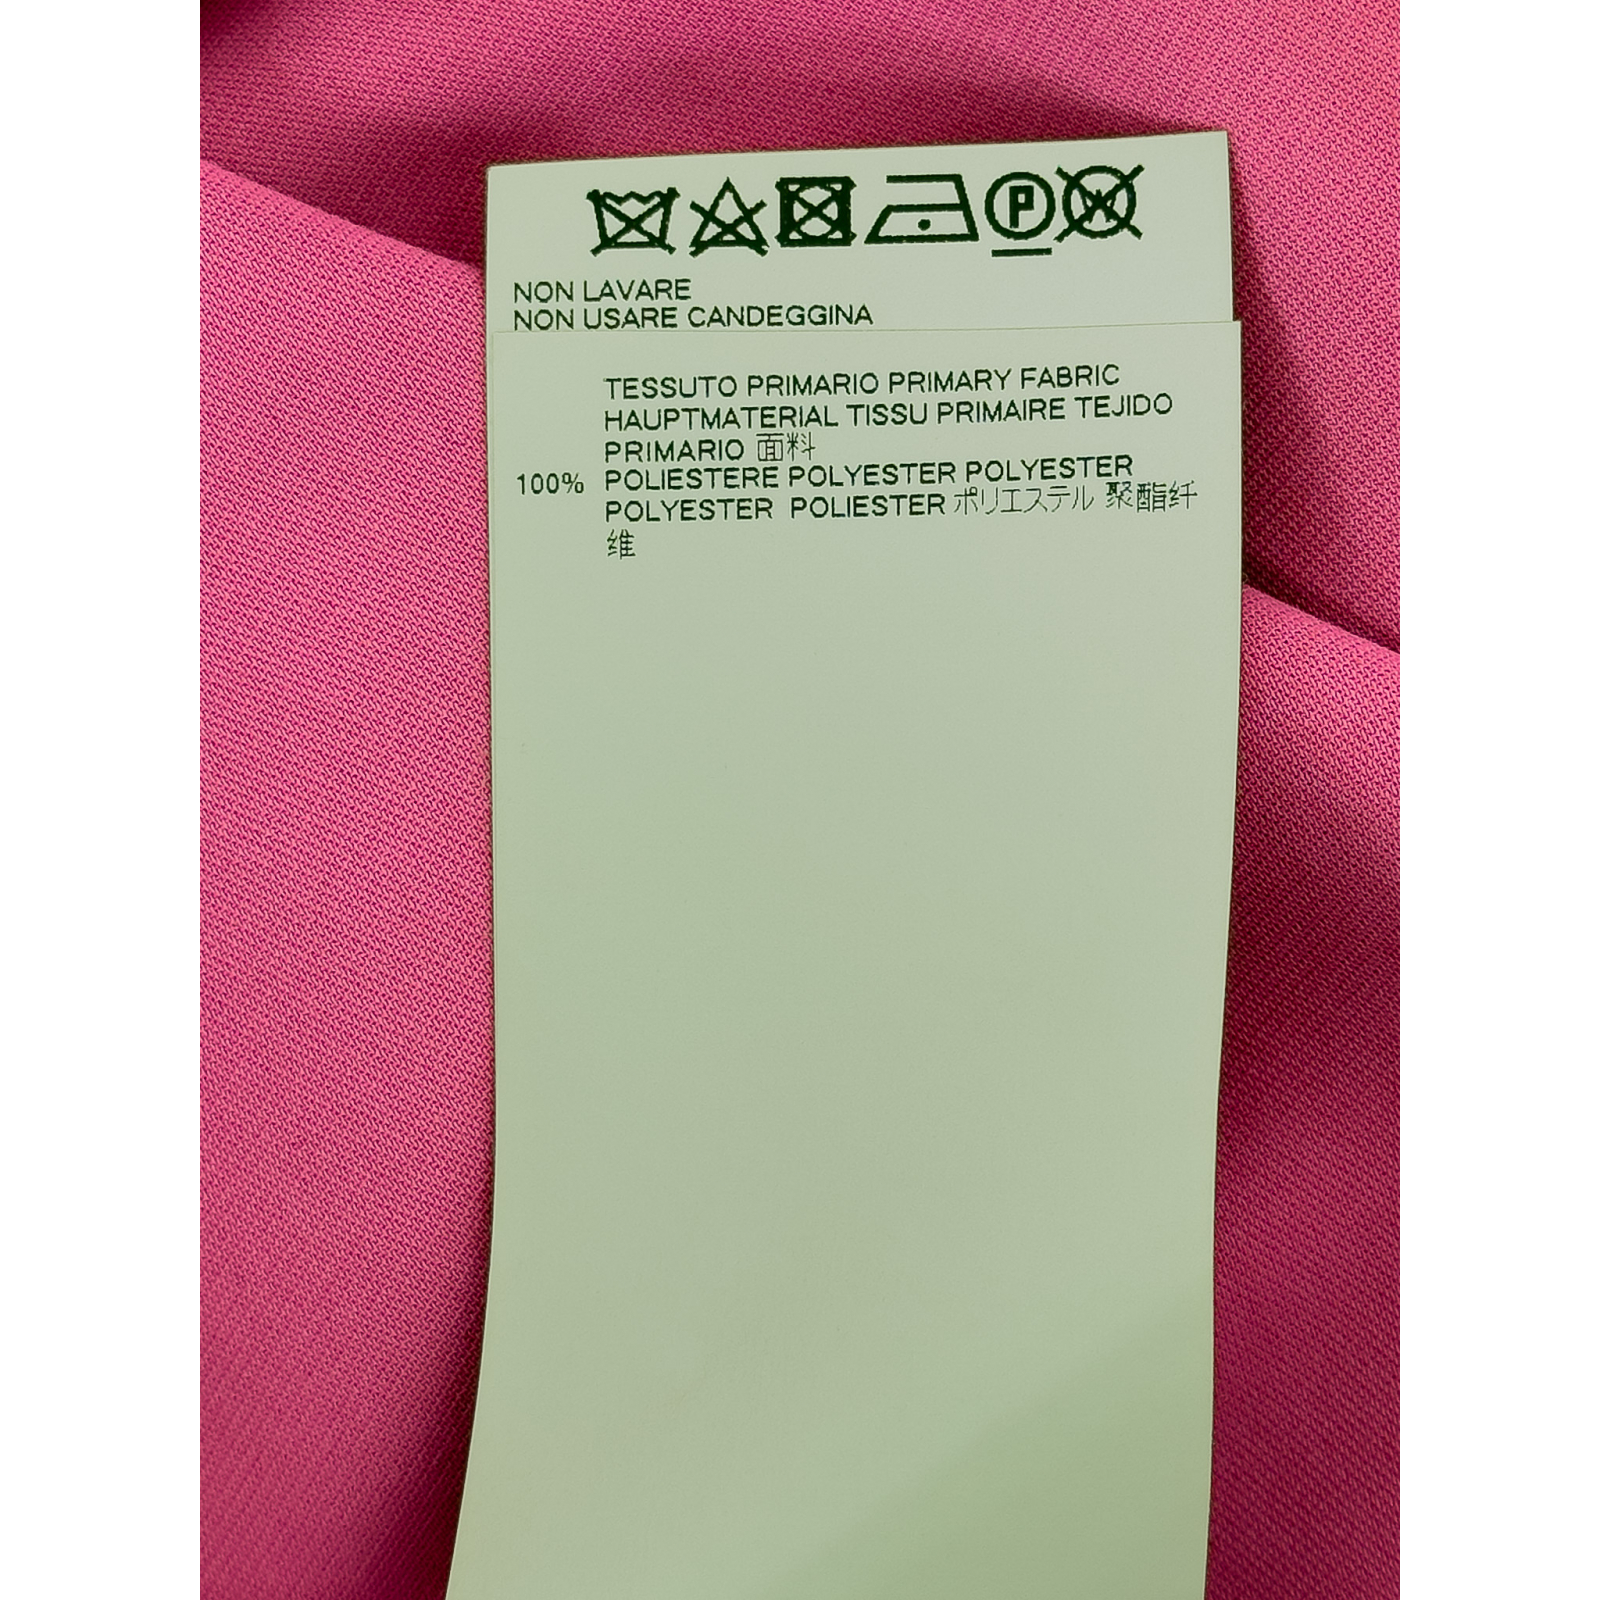 NON LAVARE
NON USARE CANDEGGINA
TESSUTO PRIMARIO PRIMARY FABRIC
HAUPTMATERIAL TISSU PRIMAIRE TEJIDO
PRIMARIO 面料
100% POLIESTERE POLYESTER POLYESTER
POLYESTER POLIESTER ポリエステル 聚酯纤
维